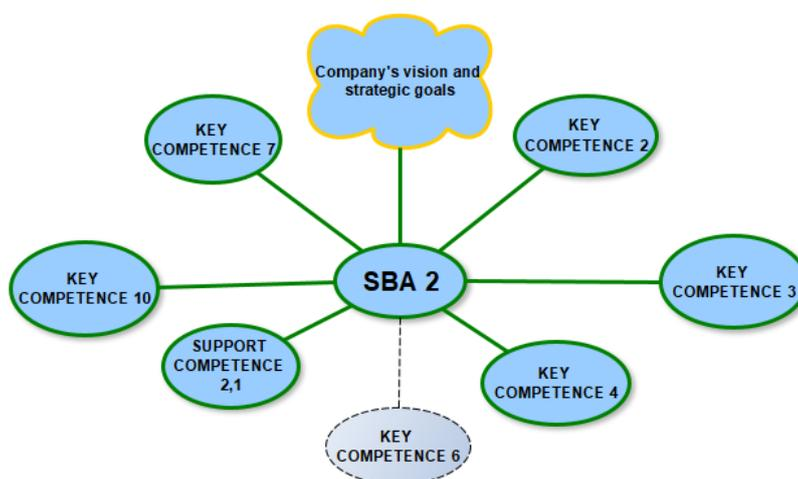 Company's vision and
strategic goals
KEY
COMPETENCE 7
KEY
COMPETENCE 2
KEY
COMPETENCE 10
SBA 2
KEY
COMPETENCE 3
SUPPORT
COMPETENCE
2,1
KEY
COMPETENCE 4
KEY
COMPETENCE 6